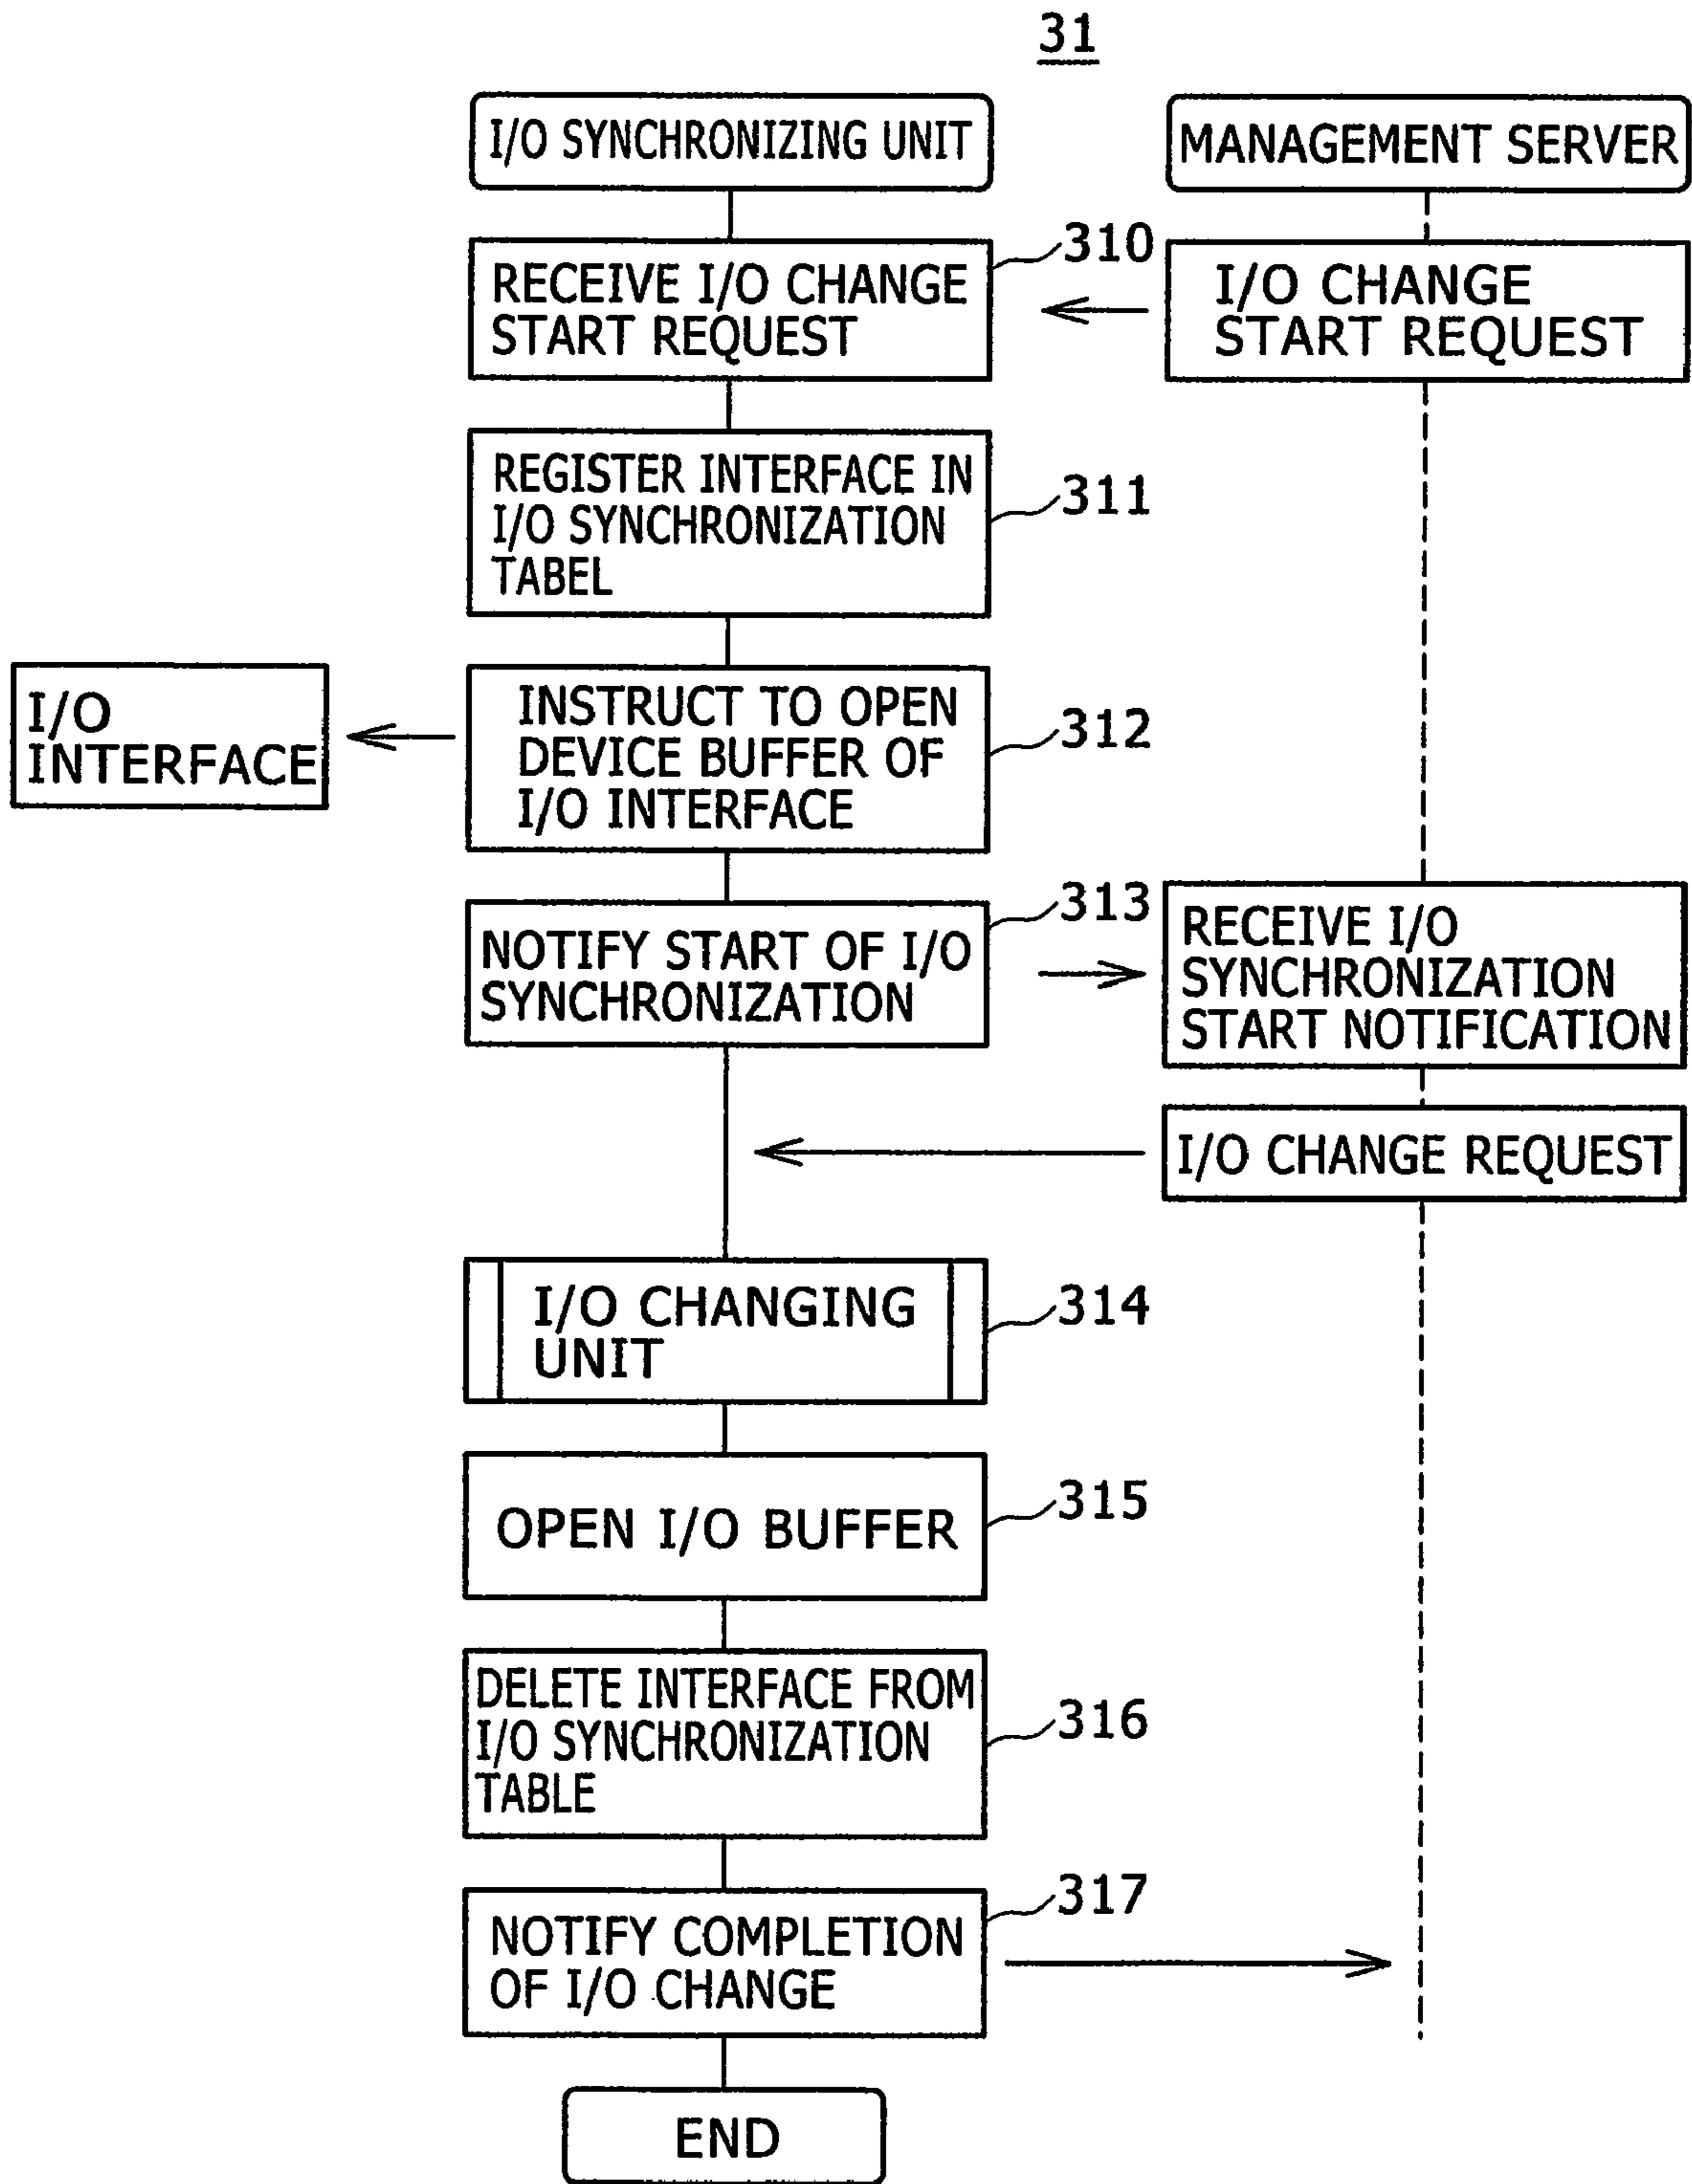 31
I/O SYNCHRONIZING UNIT
MANAGEMENT SERVER
310
RECEIVE I/O CHANGE
START REQUEST
I/O CHANGE
START REQUEST
REGISTER INTERFACE IN
I/O SYNCHRONIZATION
TABEL
311
I/O
INTERFACE
INSTRUCT TO OPEN
DEVICE BUFFER OF
I/O INTERFACE
312
313
NOTIFY START OF I/O
SYNCHRONIZATION
RECEIVE I/O
SYNCHRONIZATION
START NOTIFICATION
I/O CHANGE REQUEST
I/O CHANGING
UNIT
314
OPEN I/O BUFFER
315
DELETE INTERFACE FROM
I/O SYNCHRONIZATION
TABLE
316
317
NOTIFY COMPLETION
OF I/O CHANGE
END